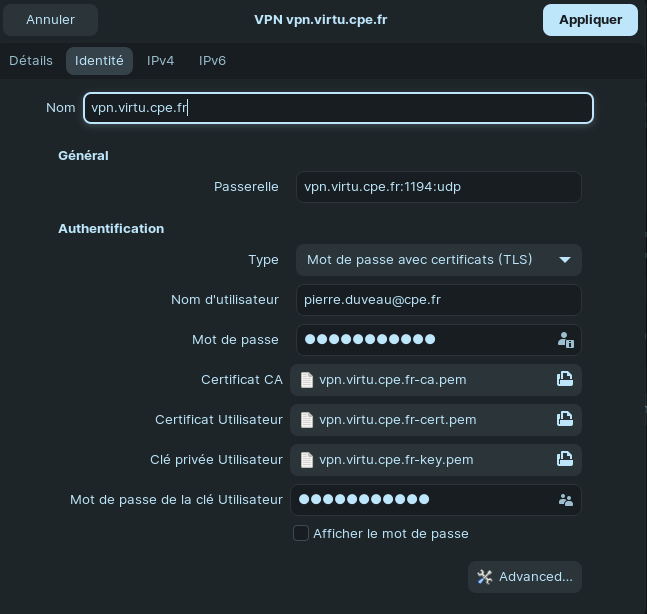 Annuler
VPN vpn.virtu.cpe.fr
Appliquer
Détails
Identité
IPv4
IPv6
Nom
vpn.virtu.cpe.fr
Général
Passerelle
vpn.virtu.cpe.fr:1194:udp
Authentification
Type
Mot de passe avec certificats (TLS)
Nom d'utilisateur
pierre.duveau@cpe.fr
Mot de passe
●●●●●●●●●●●
Certificat CA
vpn.virtu.cpe.fr-ca.pem
Certificat Utilisateur
vpn.virtu.cpe.fr-cert.pem
Clé privée Utilisateur
vpn.virtu.cpe.fr-key.pem
Mot de passe de la clé Utilisateur
●●●●●●●●●●●
Afficher le mot de passe
Advanced...